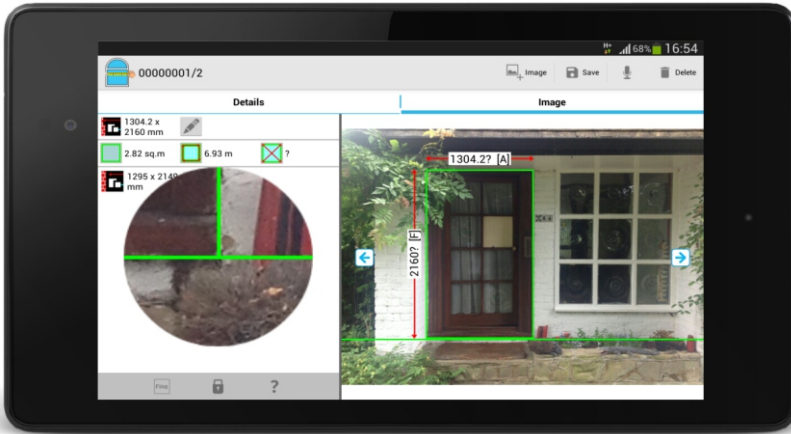 H+ 68% 16:54
00000001/2
Image
Save
Delete
Details
Image
1304.2 x
2160 mm
2.82 sq.m
6.93 m
?
1295 x 2149
mm
1304.2? [A]
2160? [F]
Fine
?